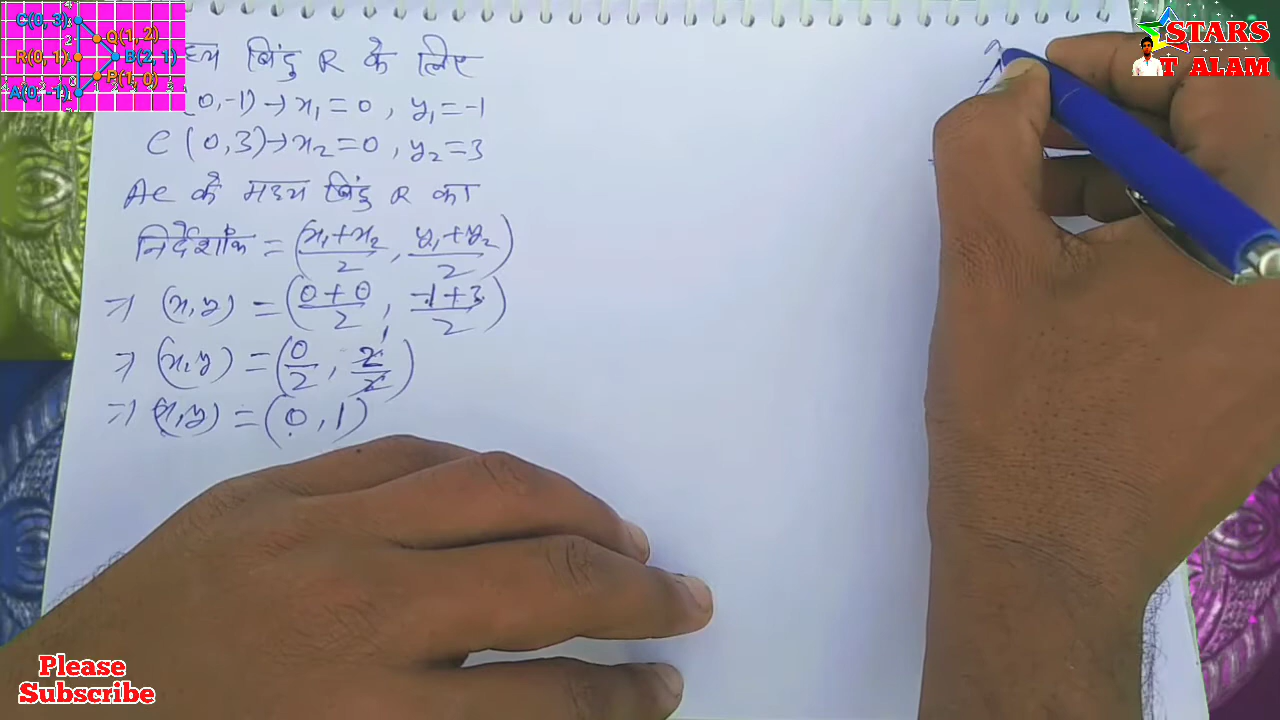 C(0, 3)
Q(1, 2)
R(0, 1)
B(2, 1)
P(1, 0)
A(0, -1)
STARS
T ALAM
बिंदु R के लिए
(0,-1) → x₁ = 0 , y₁ = -1
C (0,3) → x₂ = 0 , y₂ = 3
AC के मध्य बिंदु R का
निर्देशांक = (x₁+x₂/2 , y₁+y₂/2)
⇒ (x,y) = (0+0/2 , -1+3/2)
⇒ (x,y) = (0/2 , 2/2) 1
⇒ (x,y) = (0,1)
Please
Subscribe